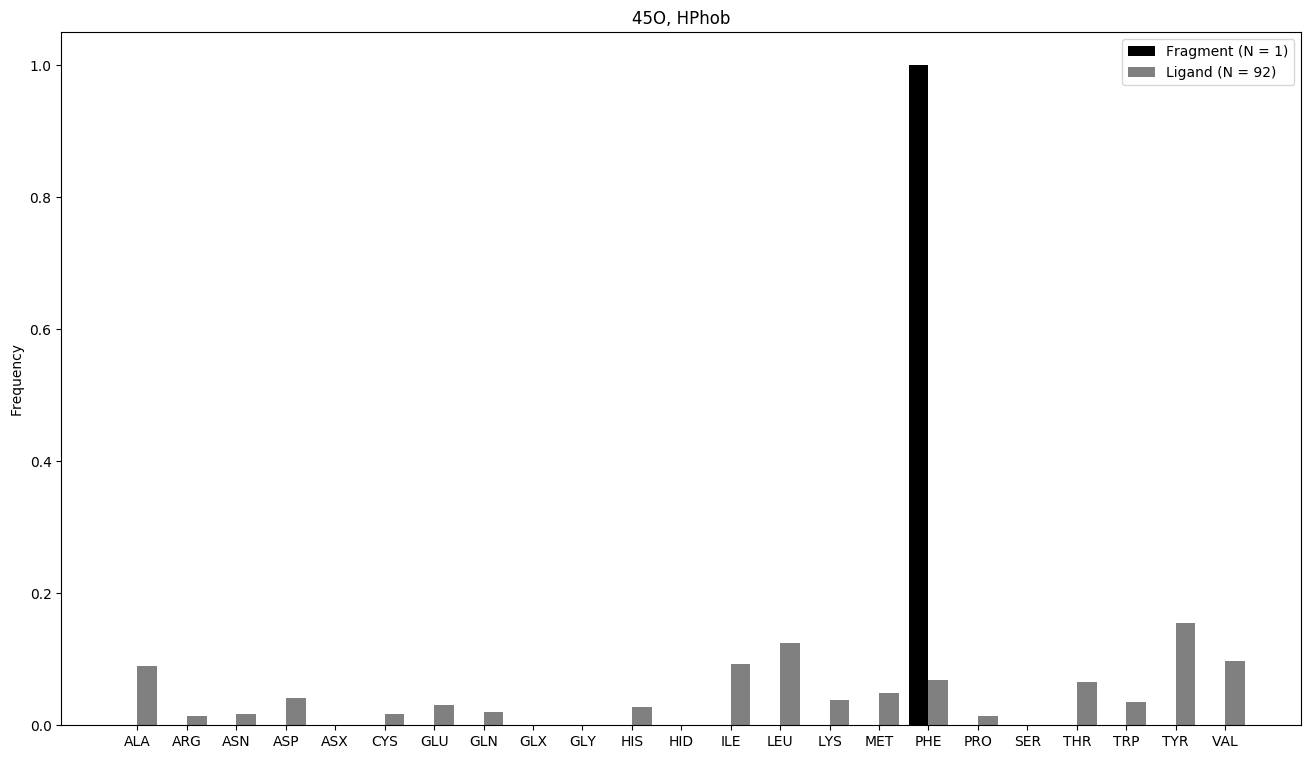 45O, HPhob
Fragment (N = 1)
Ligand (N = 92)
Frequency
1.0
0.8
0.6
0.4
0.2
0.0
ALA ARG ASN ASP ASX CYS GLU GLN GLX GLY HIS HID ILE LEU LYS MET PHE PRO SER THR TRP TYR VAL